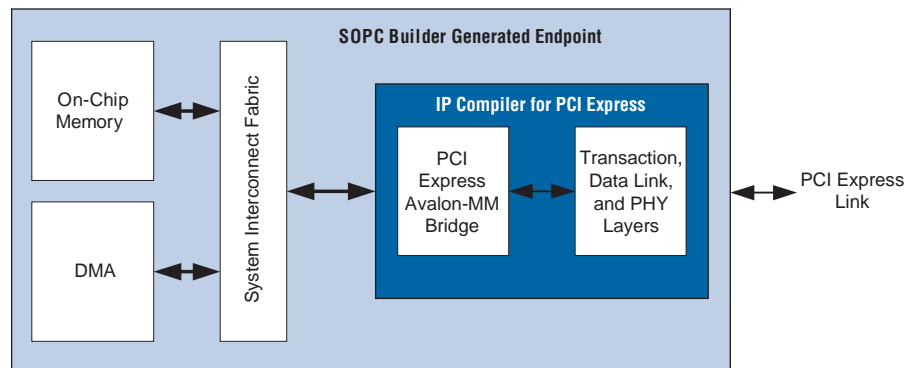 SOPC Builder Generated Endpoint
On-Chip
Memory
System Interconnect Fabric
IP Compiler for PCI Express
PCI
Express
Avalon-MM
Bridge
Transaction,
Data Link,
and PHY
Layers
PCI Express
Link
DMA